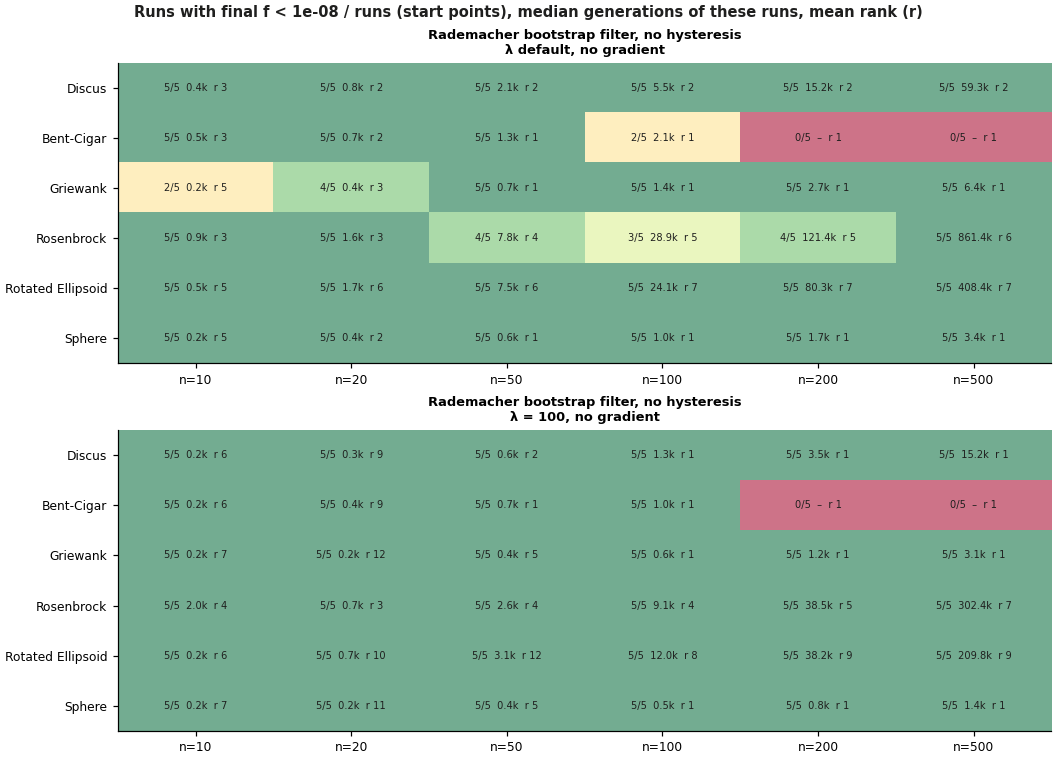 Runs with final f < 1e-08 / runs (start points), median generations of these runs, mean rank (r)
Rademacher bootstrap filter, no hysteresis
λ default, no gradient
Discus 5/5 0.4k r 3 5/5 0.8k r 2 5/5 2.1k r 2 5/5 5.5k r 2 5/5 15.2k r 2 5/5 59.3k r 2
Bent-Cigar 5/5 0.5k r 3 5/5 0.7k r 2 5/5 1.3k r 1 2/5 2.1k r 1 0/5 – r 1 0/5 – r 1
Griewank 2/5 0.2k r 5 4/5 0.4k r 3 5/5 0.7k r 1 5/5 1.4k r 1 5/5 2.7k r 1 5/5 6.4k r 1
Rosenbrock 5/5 0.9k r 3 5/5 1.6k r 3 4/5 7.8k r 4 3/5 28.9k r 5 4/5 121.4k r 5 5/5 861.4k r 6
Rotated Ellipsoid 5/5 0.5k r 5 5/5 1.7k r 6 5/5 7.5k r 6 5/5 24.1k r 7 5/5 80.3k r 7 5/5 408.4k r 7
Sphere 5/5 0.2k r 5 5/5 0.4k r 2 5/5 0.6k r 1 5/5 1.0k r 1 5/5 1.7k r 1 5/5 3.4k r 1
n=10 n=20 n=50 n=100 n=200 n=500
Rademacher bootstrap filter, no hysteresis
λ = 100, no gradient
Discus 5/5 0.2k r 6 5/5 0.3k r 9 5/5 0.6k r 2 5/5 1.3k r 1 5/5 3.5k r 1 5/5 15.2k r 1
Bent-Cigar 5/5 0.2k r 6 5/5 0.4k r 9 5/5 0.7k r 1 5/5 1.0k r 1 0/5 – r 1 0/5 – r 1
Griewank 5/5 0.2k r 7 5/5 0.2k r 12 5/5 0.4k r 5 5/5 0.6k r 1 5/5 1.2k r 1 5/5 3.1k r 1
Rosenbrock 5/5 2.0k r 4 5/5 0.7k r 3 5/5 2.6k r 4 5/5 9.1k r 4 5/5 38.5k r 5 5/5 302.4k r 7
Rotated Ellipsoid 5/5 0.2k r 6 5/5 0.7k r 10 5/5 3.1k r 12 5/5 12.0k r 8 5/5 38.2k r 9 5/5 209.8k r 9
Sphere 5/5 0.2k r 7 5/5 0.2k r 11 5/5 0.4k r 5 5/5 0.5k r 1 5/5 0.8k r 1 5/5 1.4k r 1
n=10 n=20 n=50 n=100 n=200 n=500